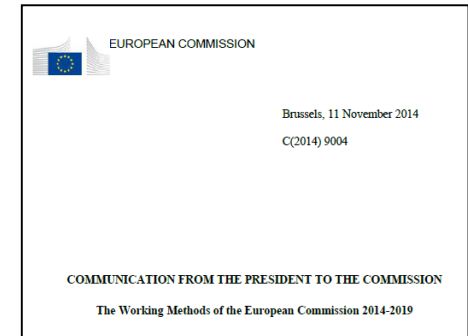 EUROPEAN COMMISSION
Brussels, 11 November 2014
C(2014) 9004
COMMUNICATION FROM THE PRESIDENT TO THE COMMISSION
The Working Methods of the European Commission 2014-2019